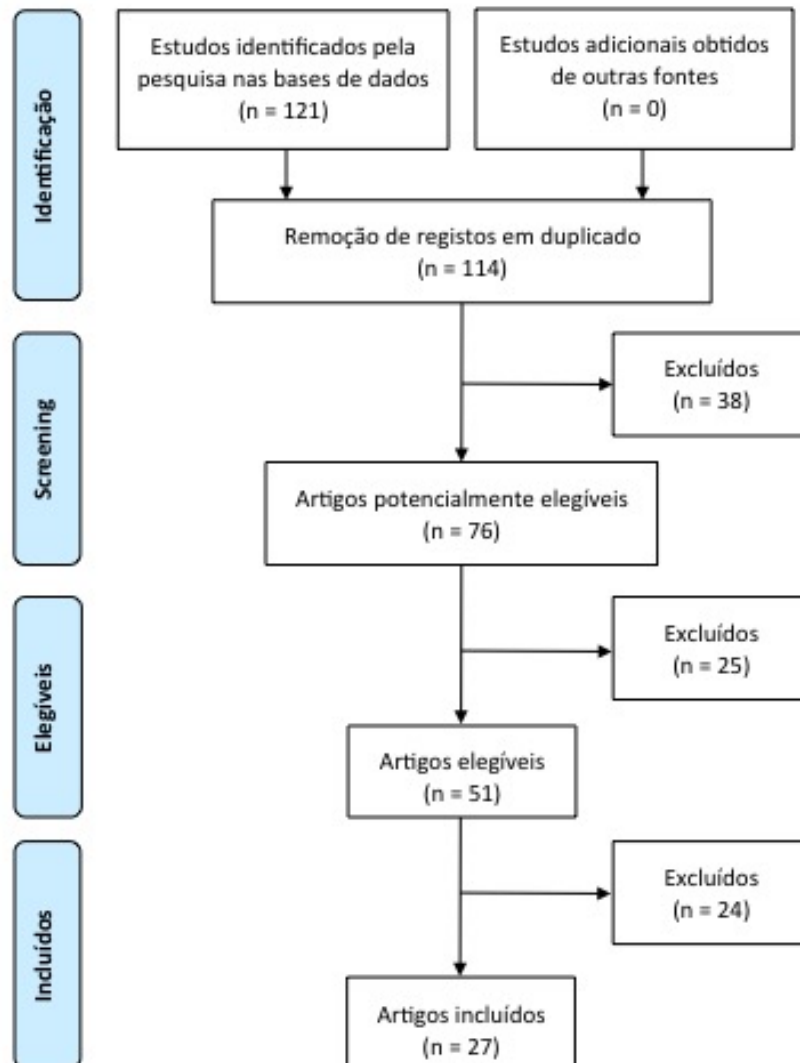 Identificação
Estudos identificados pela
pesquisa nas bases de dados
(n = 121)
Estudos adicionais obtidos
de outras fontes
(n = 0)
Remoção de registos em duplicado
(n = 114)
Screening
Excluídos
(n = 38)
Artigos potencialmente elegíveis
(n = 76)
Elegíveis
Excluídos
(n = 25)
Artigos elegíveis
(n = 51)
Incluídos
Excluídos
(n = 24)
Artigos incluídos
(n = 27)